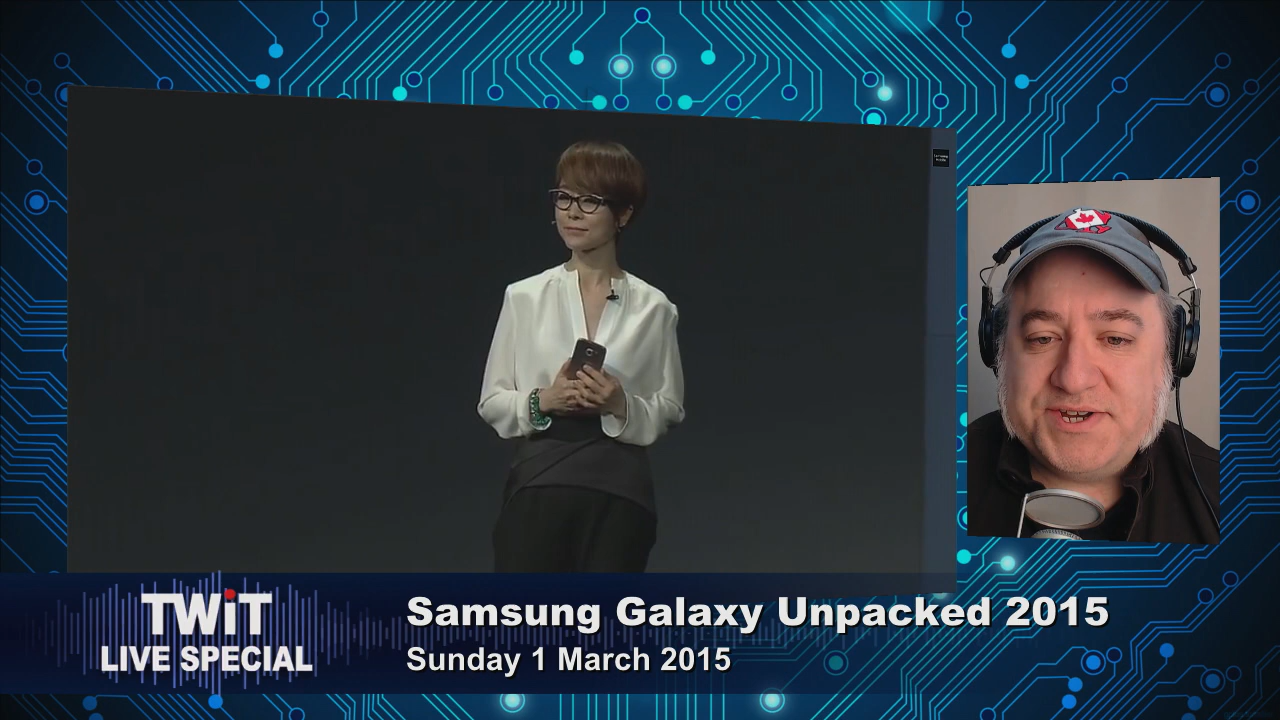 TWiT
LIVE SPECIAL
Samsung Galaxy Unpacked 2015
Sunday 1 March 2015